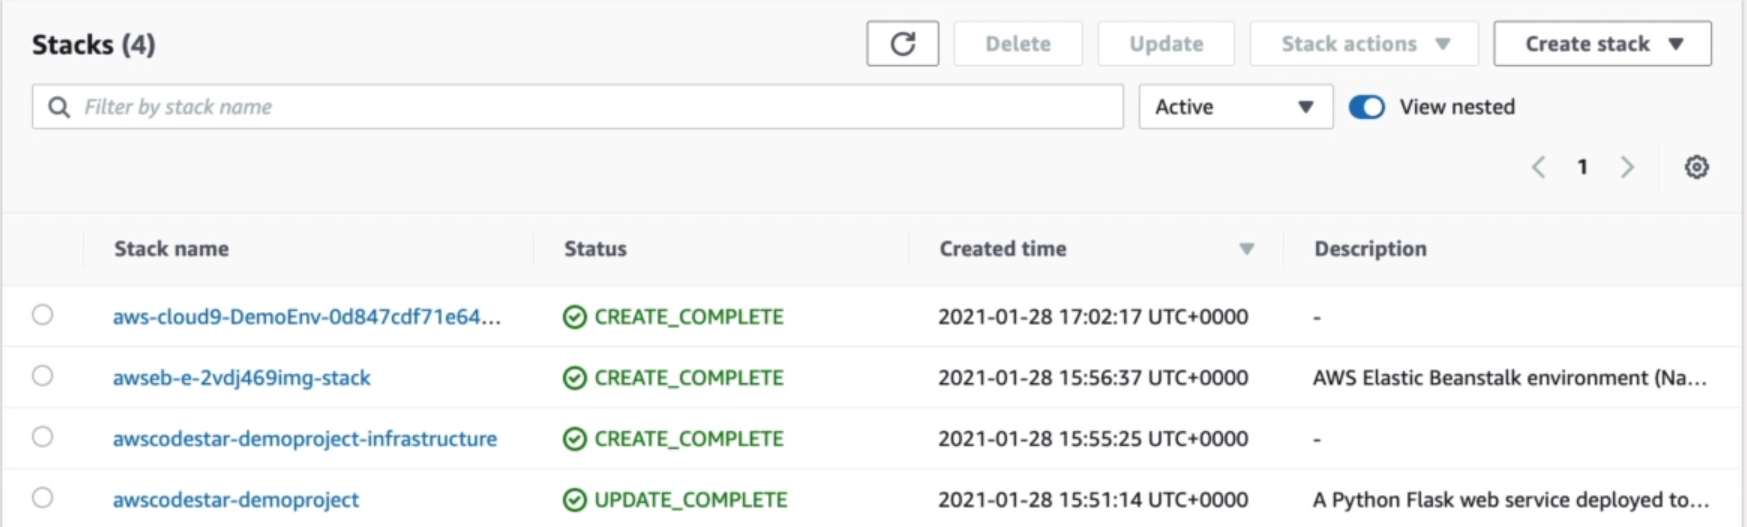 Stacks (4)
Delete
Update
Stack actions
Create stack
Filter by stack name
Active
View nested
1
Stack name Status Created time Description
aws-cloud9-DemoEnv-0d847cdf71e64... CREATE_COMPLETE 2021-01-28 17:02:17 UTC+0000 -
awseb-e-2vdj469img-stack CREATE_COMPLETE 2021-01-28 15:56:37 UTC+0000 AWS Elastic Beanstalk environment (Na...
awscodestar-demoproject-infrastructure CREATE_COMPLETE 2021-01-28 15:55:25 UTC+0000 -
awscodestar-demoproject UPDATE_COMPLETE 2021-01-28 15:51:14 UTC+0000 A Python Flask web service deployed to...